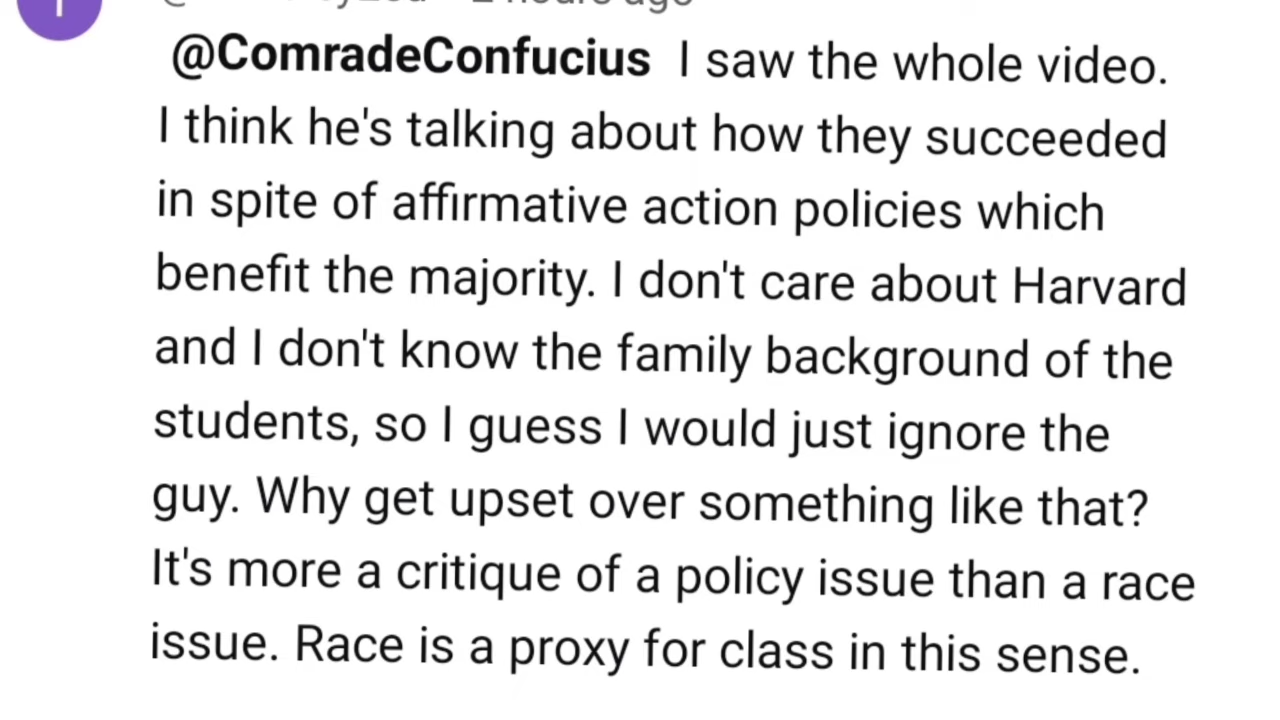 @ComradeConfucius I saw the whole video.
I think he's talking about how they succeeded
in spite of affirmative action policies which
benefit the majority. I don't care about Harvard
and I don't know the family background of the
students, so I guess I would just ignore the
guy. Why get upset over something like that?
It's more a critique of a policy issue than a race
issue. Race is a proxy for class in this sense.